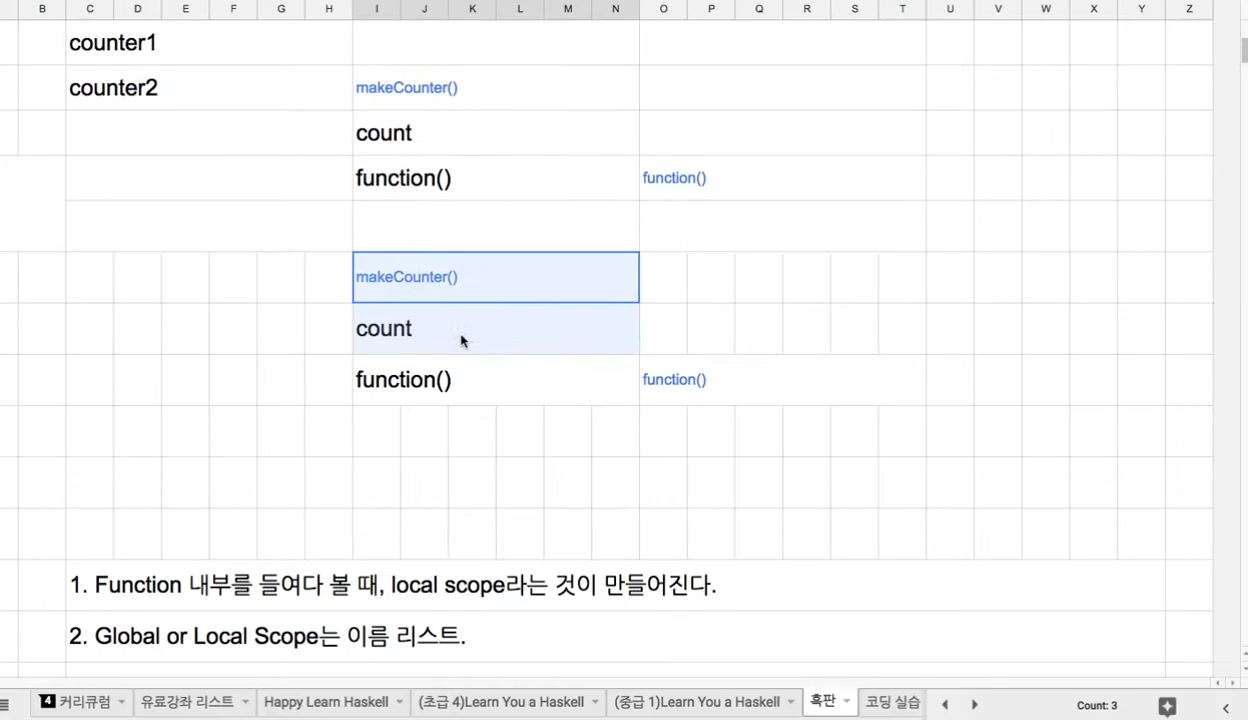 B C D E F G H I J K L M N O P Q R S T U V W X Y Z
counter1
counter2 makeCounter()
count
function() function()
makeCounter()
count
function() function()
1. Function 내부를 들여다 볼 때, local scope라는 것이 만들어진다.
2. Global or Local Scope는 이름 리스트.
4 커리큘럼 유료강좌 리스트 Happy Learn Haskell (초급 4)Learn You a Haskell (중급 1)Learn You a Haskell 흑판 코딩 실습 Count: 3